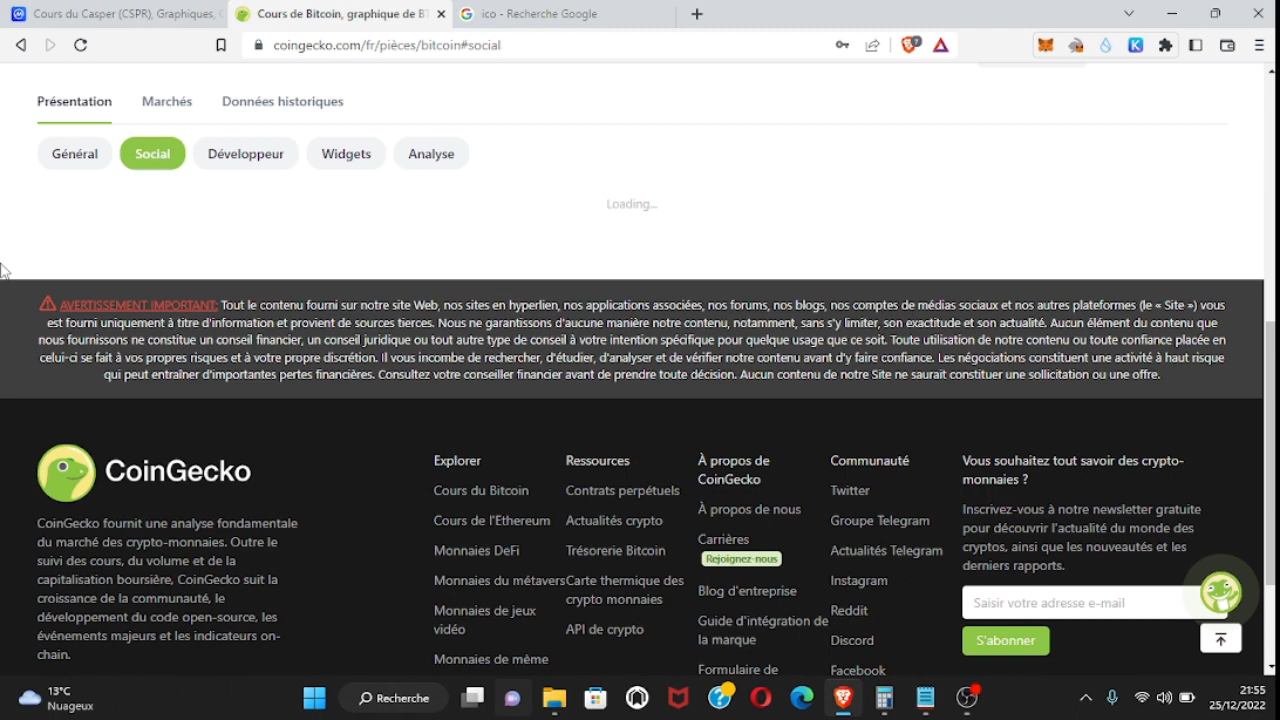 Cours du Casper (CSPR), Graphiques,
Cours de Bitcoin, graphique de BT
ico - Recherche Google
coingecko.com/fr/pièces/bitcoin#social
Présentation
Marchés
Données historiques
Général
Social
Développeur
Widgets
Analyse
Loading...
AVERTISSEMENT IMPORTANT: Tout le contenu fourni sur notre site Web, nos sites en hyperlien, nos applications associées, nos forums, nos blogs, nos comptes de médias sociaux et nos autres plateformes (le « Site ») vous
est fourni uniquement à titre d'information et provient de sources tierces. Nous ne garantissons d'aucune manière notre contenu, notamment, sans s'y limiter, son exactitude et son actualité. Aucun élément du contenu que
nous fournissons ne constitue un conseil financier, un conseil juridique ou tout autre type de conseil à votre intention spécifique pour quelque usage que ce soit. Toute utilisation de notre contenu ou toute confiance placée en
celui-ci se fait à vos propres risques et à votre propre discrétion. Il vous incombe de rechercher, d'étudier, d'analyser et de vérifier notre contenu avant d'y faire confiance. Les négociations constituent une activité à haut risque
qui peut entraîner d'importantes pertes financières. Consultez votre conseiller financier avant de prendre toute décision. Aucun contenu de notre Site ne saurait constituer une sollicitation ou une offre.
CoinGecko
CoinGecko fournit une analyse fondamentale
du marché des crypto-monnaies. Outre le
suivi des cours, du volume et de la
capitalisation boursière, CoinGecko suit la
croissance de la communauté, le
développement du code open-source, les
événements majeurs et les indicateurs on-
chain.
Explorer
Cours du Bitcoin
Cours de l'Ethereum
Monnaies DeFi
Monnaies du métavers
Monnaies de jeux
vidéo
Monnaies de mème
Ressources
Contrats perpétuels
Actualités crypto
Trésorerie Bitcoin
Carte thermique des
crypto monnaies
API de crypto
À propos de
CoinGecko
À propos de nous
Carrières
Rejoignez-nous
Blog d'entreprise
Guide d'intégration de
la marque
Formulaire de
Communauté
Twitter
Groupe Telegram
Actualités Telegram
Instagram
Reddit
Discord
Facebook
Vous souhaitez tout savoir des crypto-
monnaies ?
Inscrivez-vous à notre newsletter gratuite
pour découvrir l'actualité du monde des
cryptos, ainsi que les nouveautés et les
derniers rapports.
Saisir votre adresse e-mail
S'abonner
13°C
Nuageux
Recherche
21:55
25/12/2022